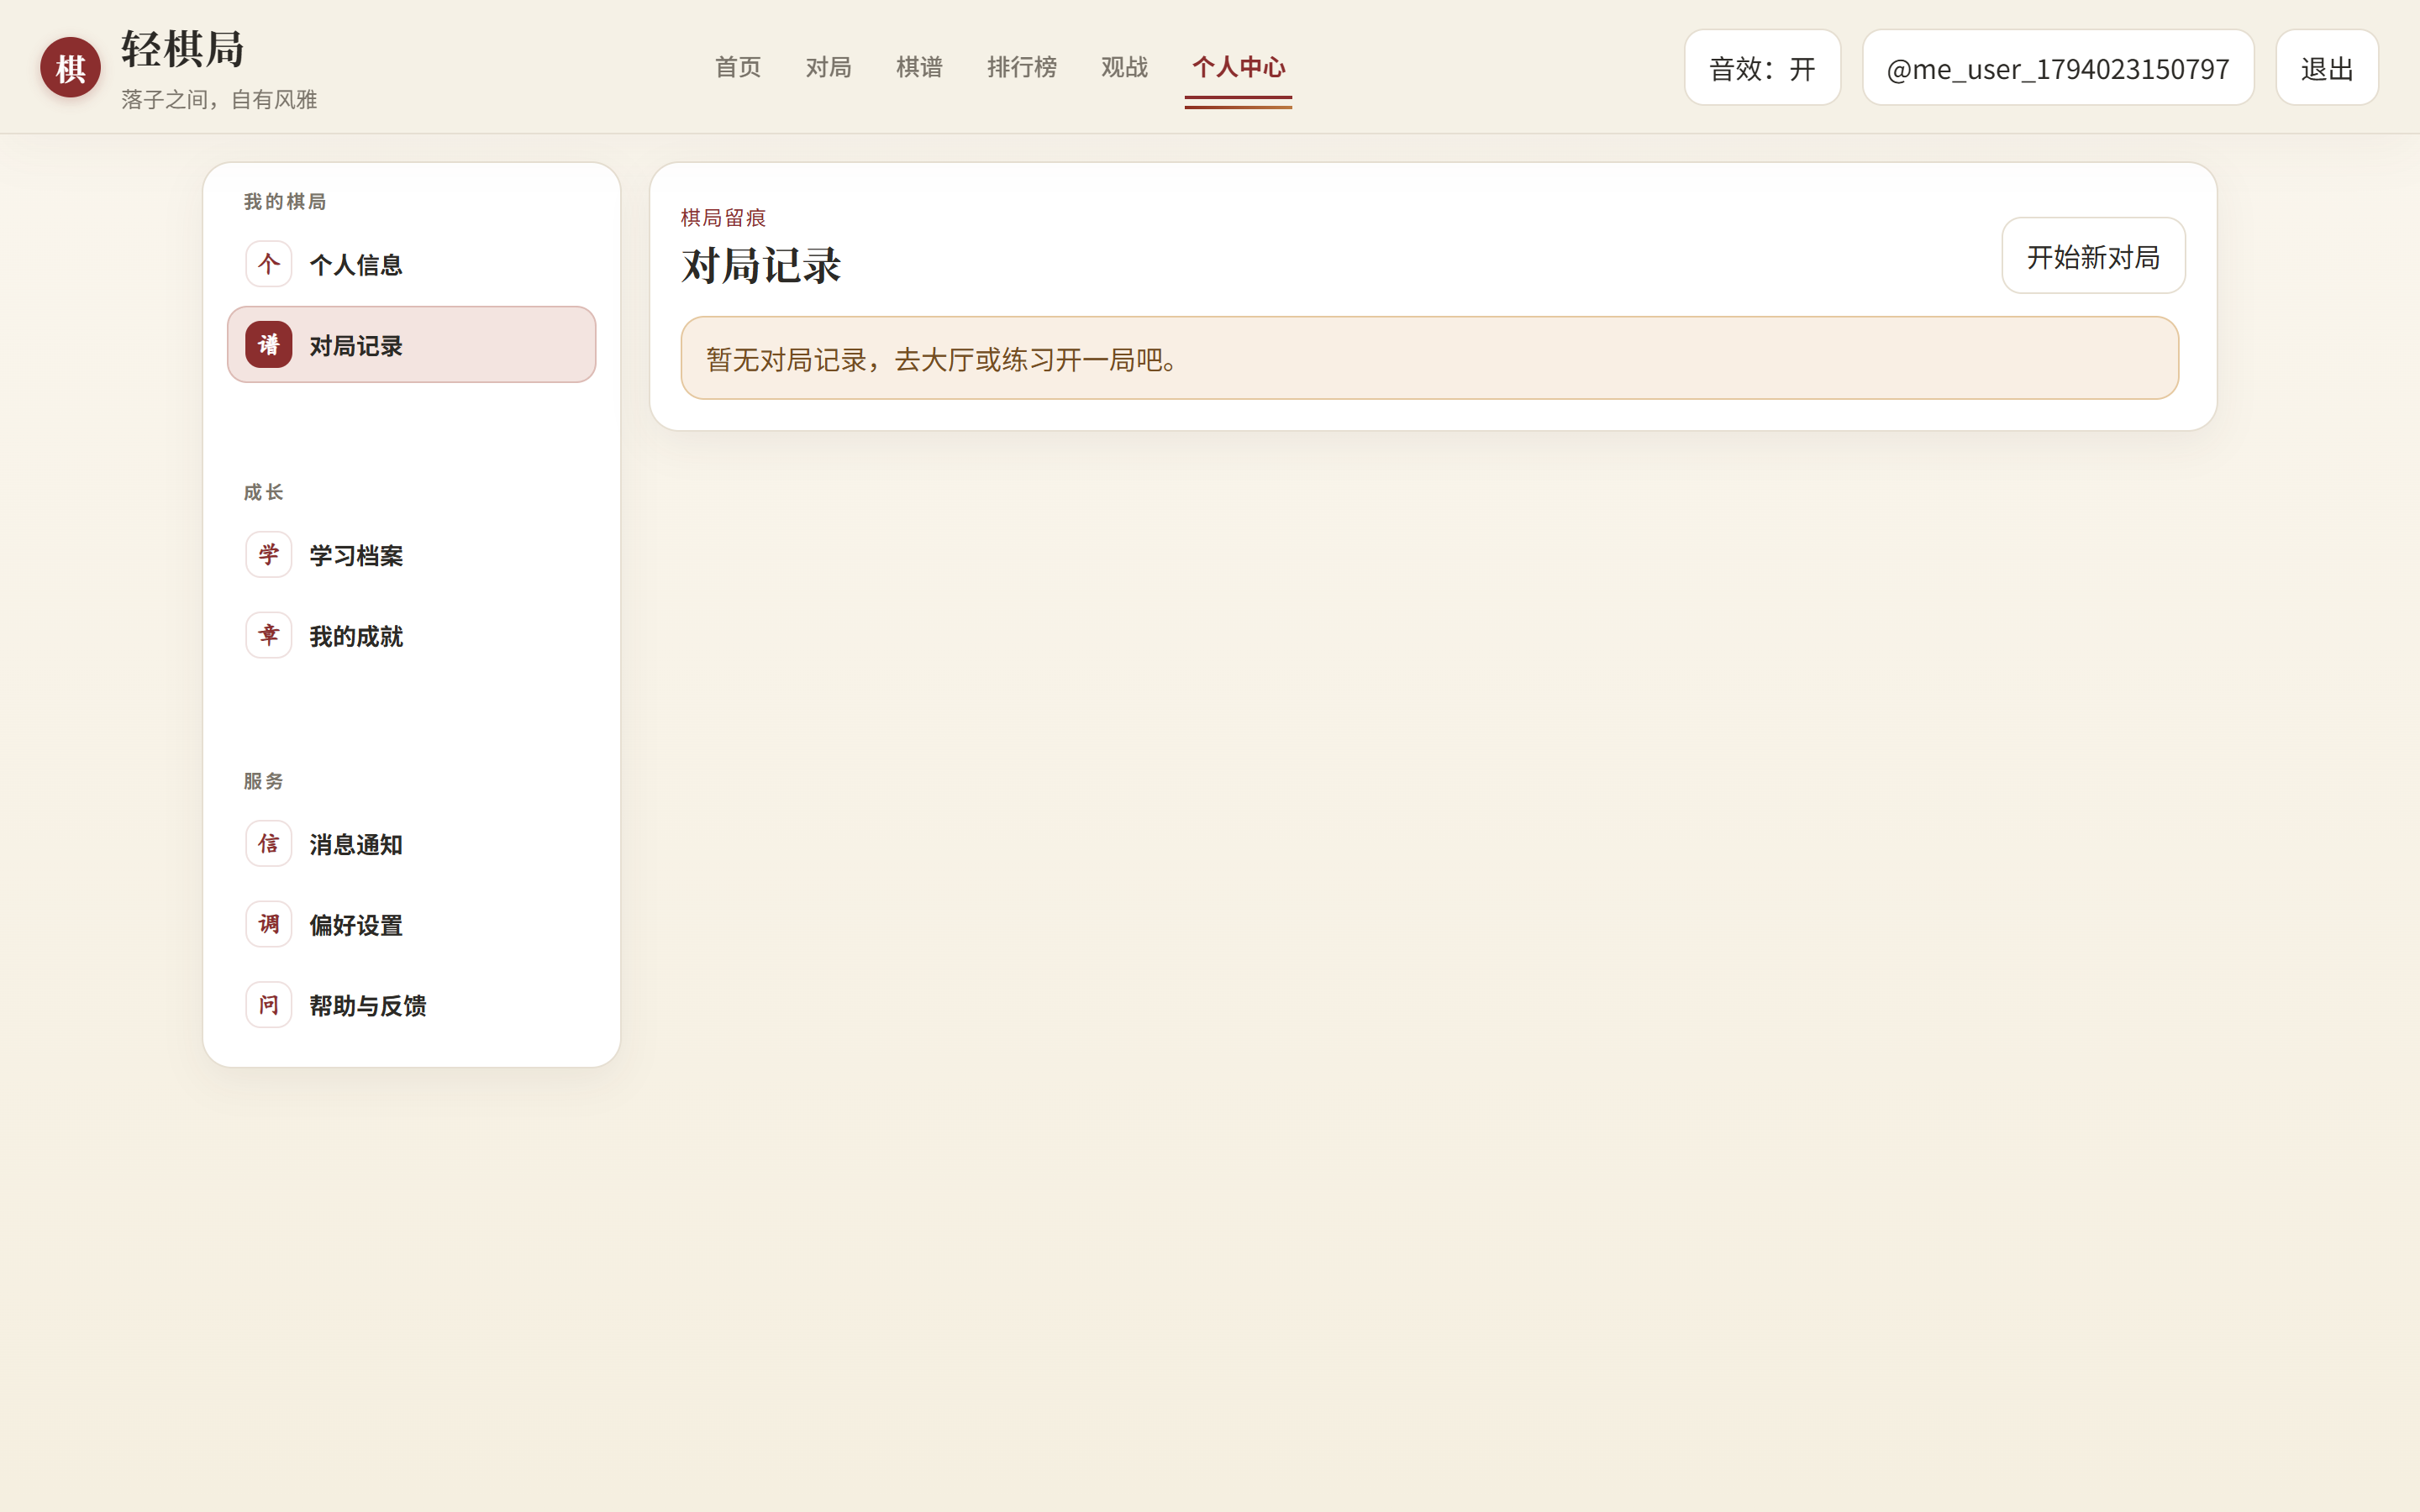 棋
轻棋局
落子之间，自有风雅
首页
对局
棋谱
排行榜
观战
个人中心
音效：开
@me_user_1794023150797
退出
我的棋局
个 个人信息
谱 对局记录
成长
学 学习档案
章 我的成就
服务
信 消息通知
调 偏好设置
问 帮助与反馈
棋局留痕
对局记录
开始新对局
暂无对局记录，去大厅或练习开一局吧。